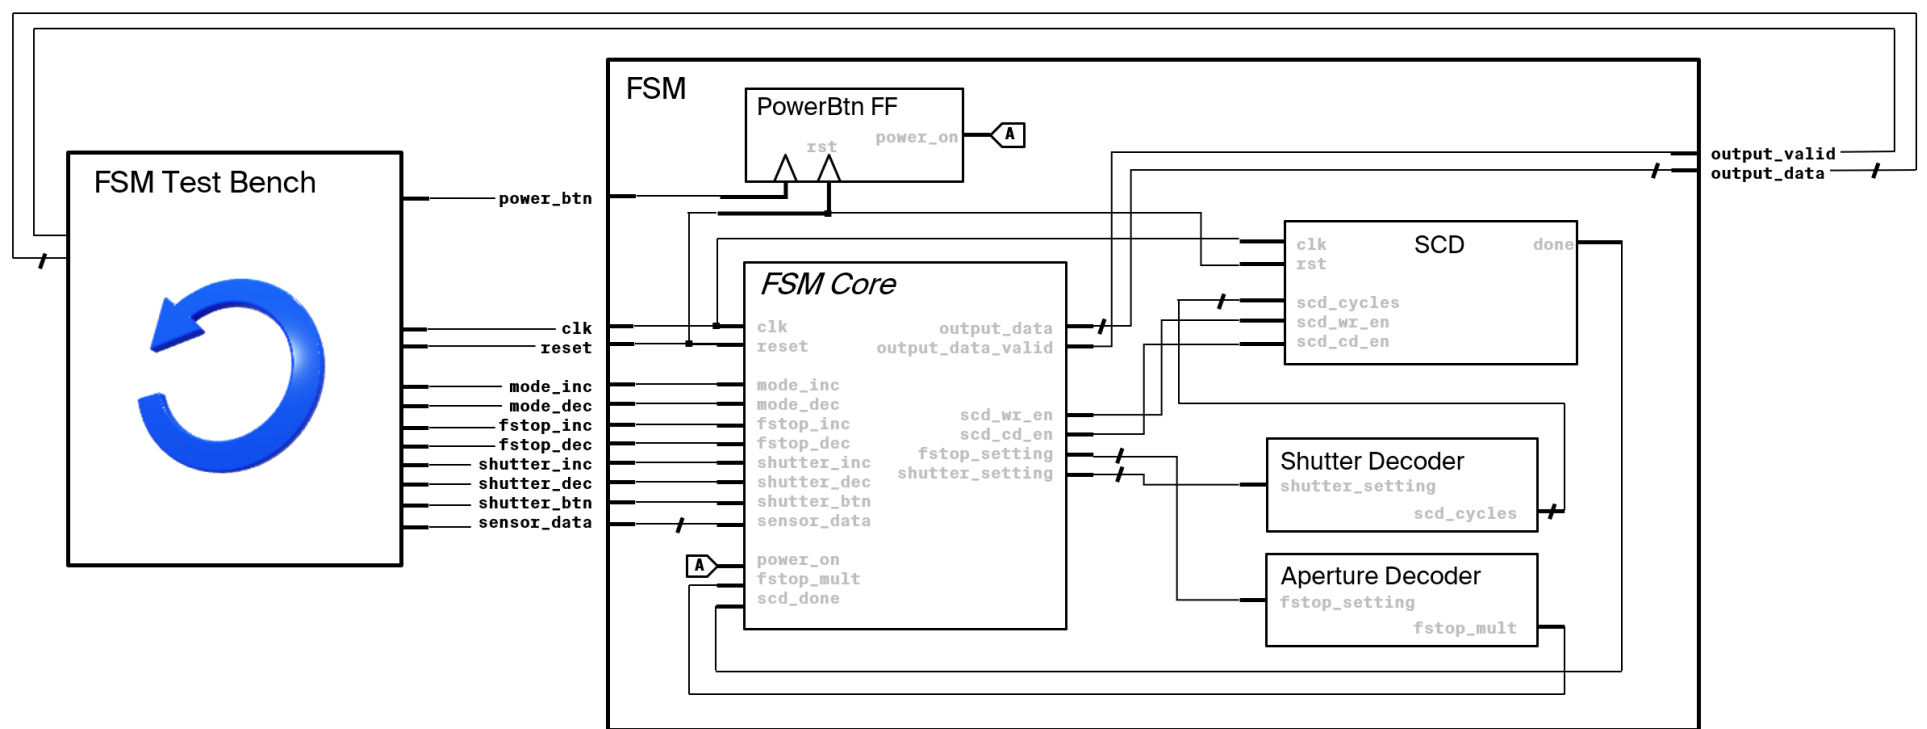 FSM Test Bench
power_btn
clk
reset
mode_inc
mode_dec
fstop_inc
fstop_dec
shutter_inc
shutter_dec
shutter_btn
sensor_data
FSM
PowerBtn FF
rst
power_on
A
FSM Core
clk
reset
mode_inc
mode_dec
fstop_inc
fstop_dec
shutter_inc
shutter_dec
shutter_btn
sensor_data
A
power_on
fstop_mult
scd_done
output_data
output_data_valid
scd_wr_en
scd_cd_en
fstop_setting
shutter_setting
SCD
clk
rst
scd_cycles
scd_wr_en
scd_cd_en
done
Shutter Decoder
shutter_setting
scd_cycles
Aperture Decoder
fstop_setting
fstop_mult
output_valid
output_data